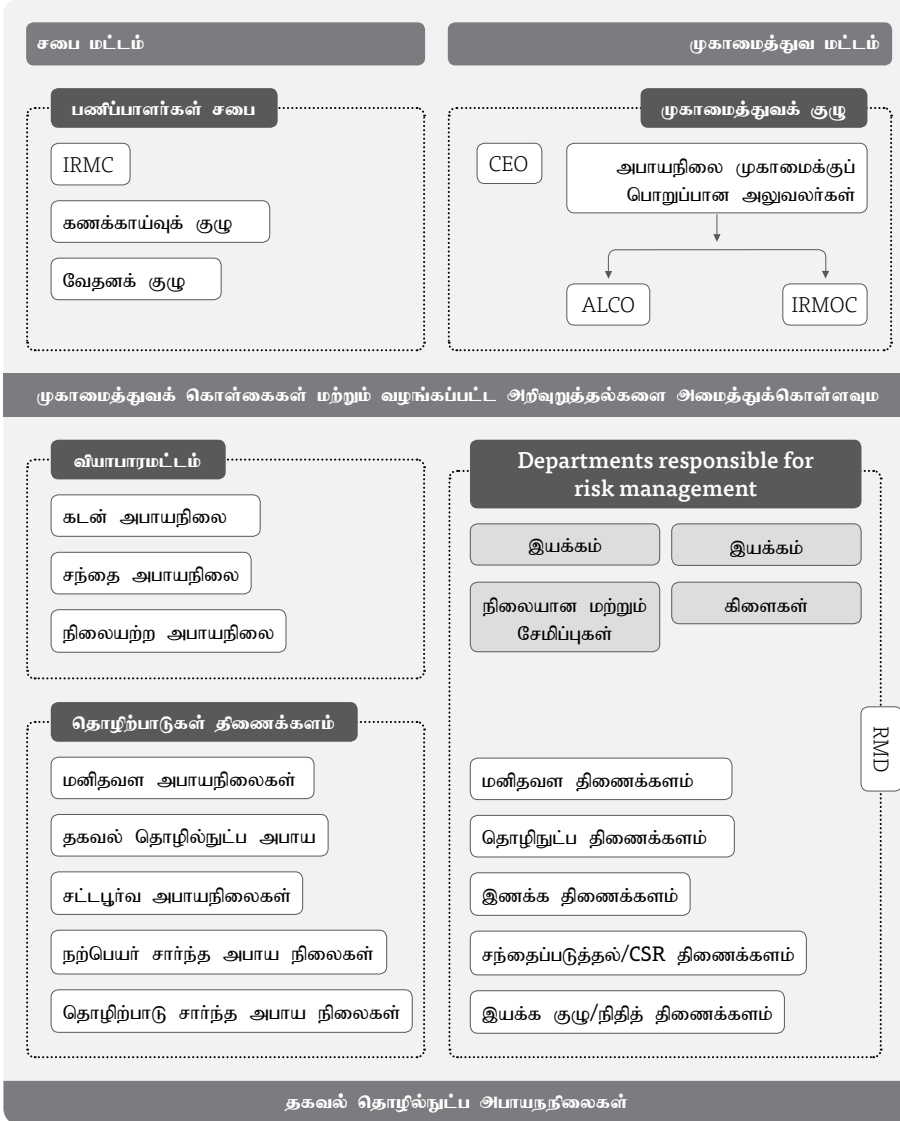 சபை மட்டம்
முகாமைத்துவ மட்டம்
பணிப்பாளர்கள் சபை
IRMC
கணக்காய்வுக் குழு
வேதனக் குழு
முகாமைத்துவக் குழு
CEO
அபாயநிலை முகாமைக்குப்
பொறுப்பான அலுவலர்கள்
ALCO
IRMOC
முகாமைத்துவக் கொள்கைகள் மற்றும் வழங்கப்பட்ட அறிவுறுத்தல்களை அமைத்துக்கொள்ளவும
வியாபாரமட்டம்
கடன் அபாயநிலை
சந்தை அபாயநிலை
நிலையற்ற அபாயநிலை
Departments responsible for
risk management
இயக்கம்
இயக்கம்
நிலையான மற்றும்
சேமிப்புகள்
கிளைகள்
தொழிற்பாடுகள் திணைக்களம்
மனிதவள அபாயநிலைகள்
தகவல் தொழில்நுட்ப அபாய
சட்டபூர்வ அபாயநிலைகள்
நற்பெயர் சார்ந்த அபாய நிலைகள்
தொழிற்பாடு சார்ந்த அபாய நிலைகள்
மனிதவள திணைக்களம்
தொழிநுட்ப திணைக்களம்
இணக்க திணைக்களம்
சந்தைப்படுத்தல்/CSR திணைக்களம்
இயக்க குழு/நிதித் திணைக்களம்
RMD
தகவல் தொழில்நுட்ப அபாயநநிலைகள்